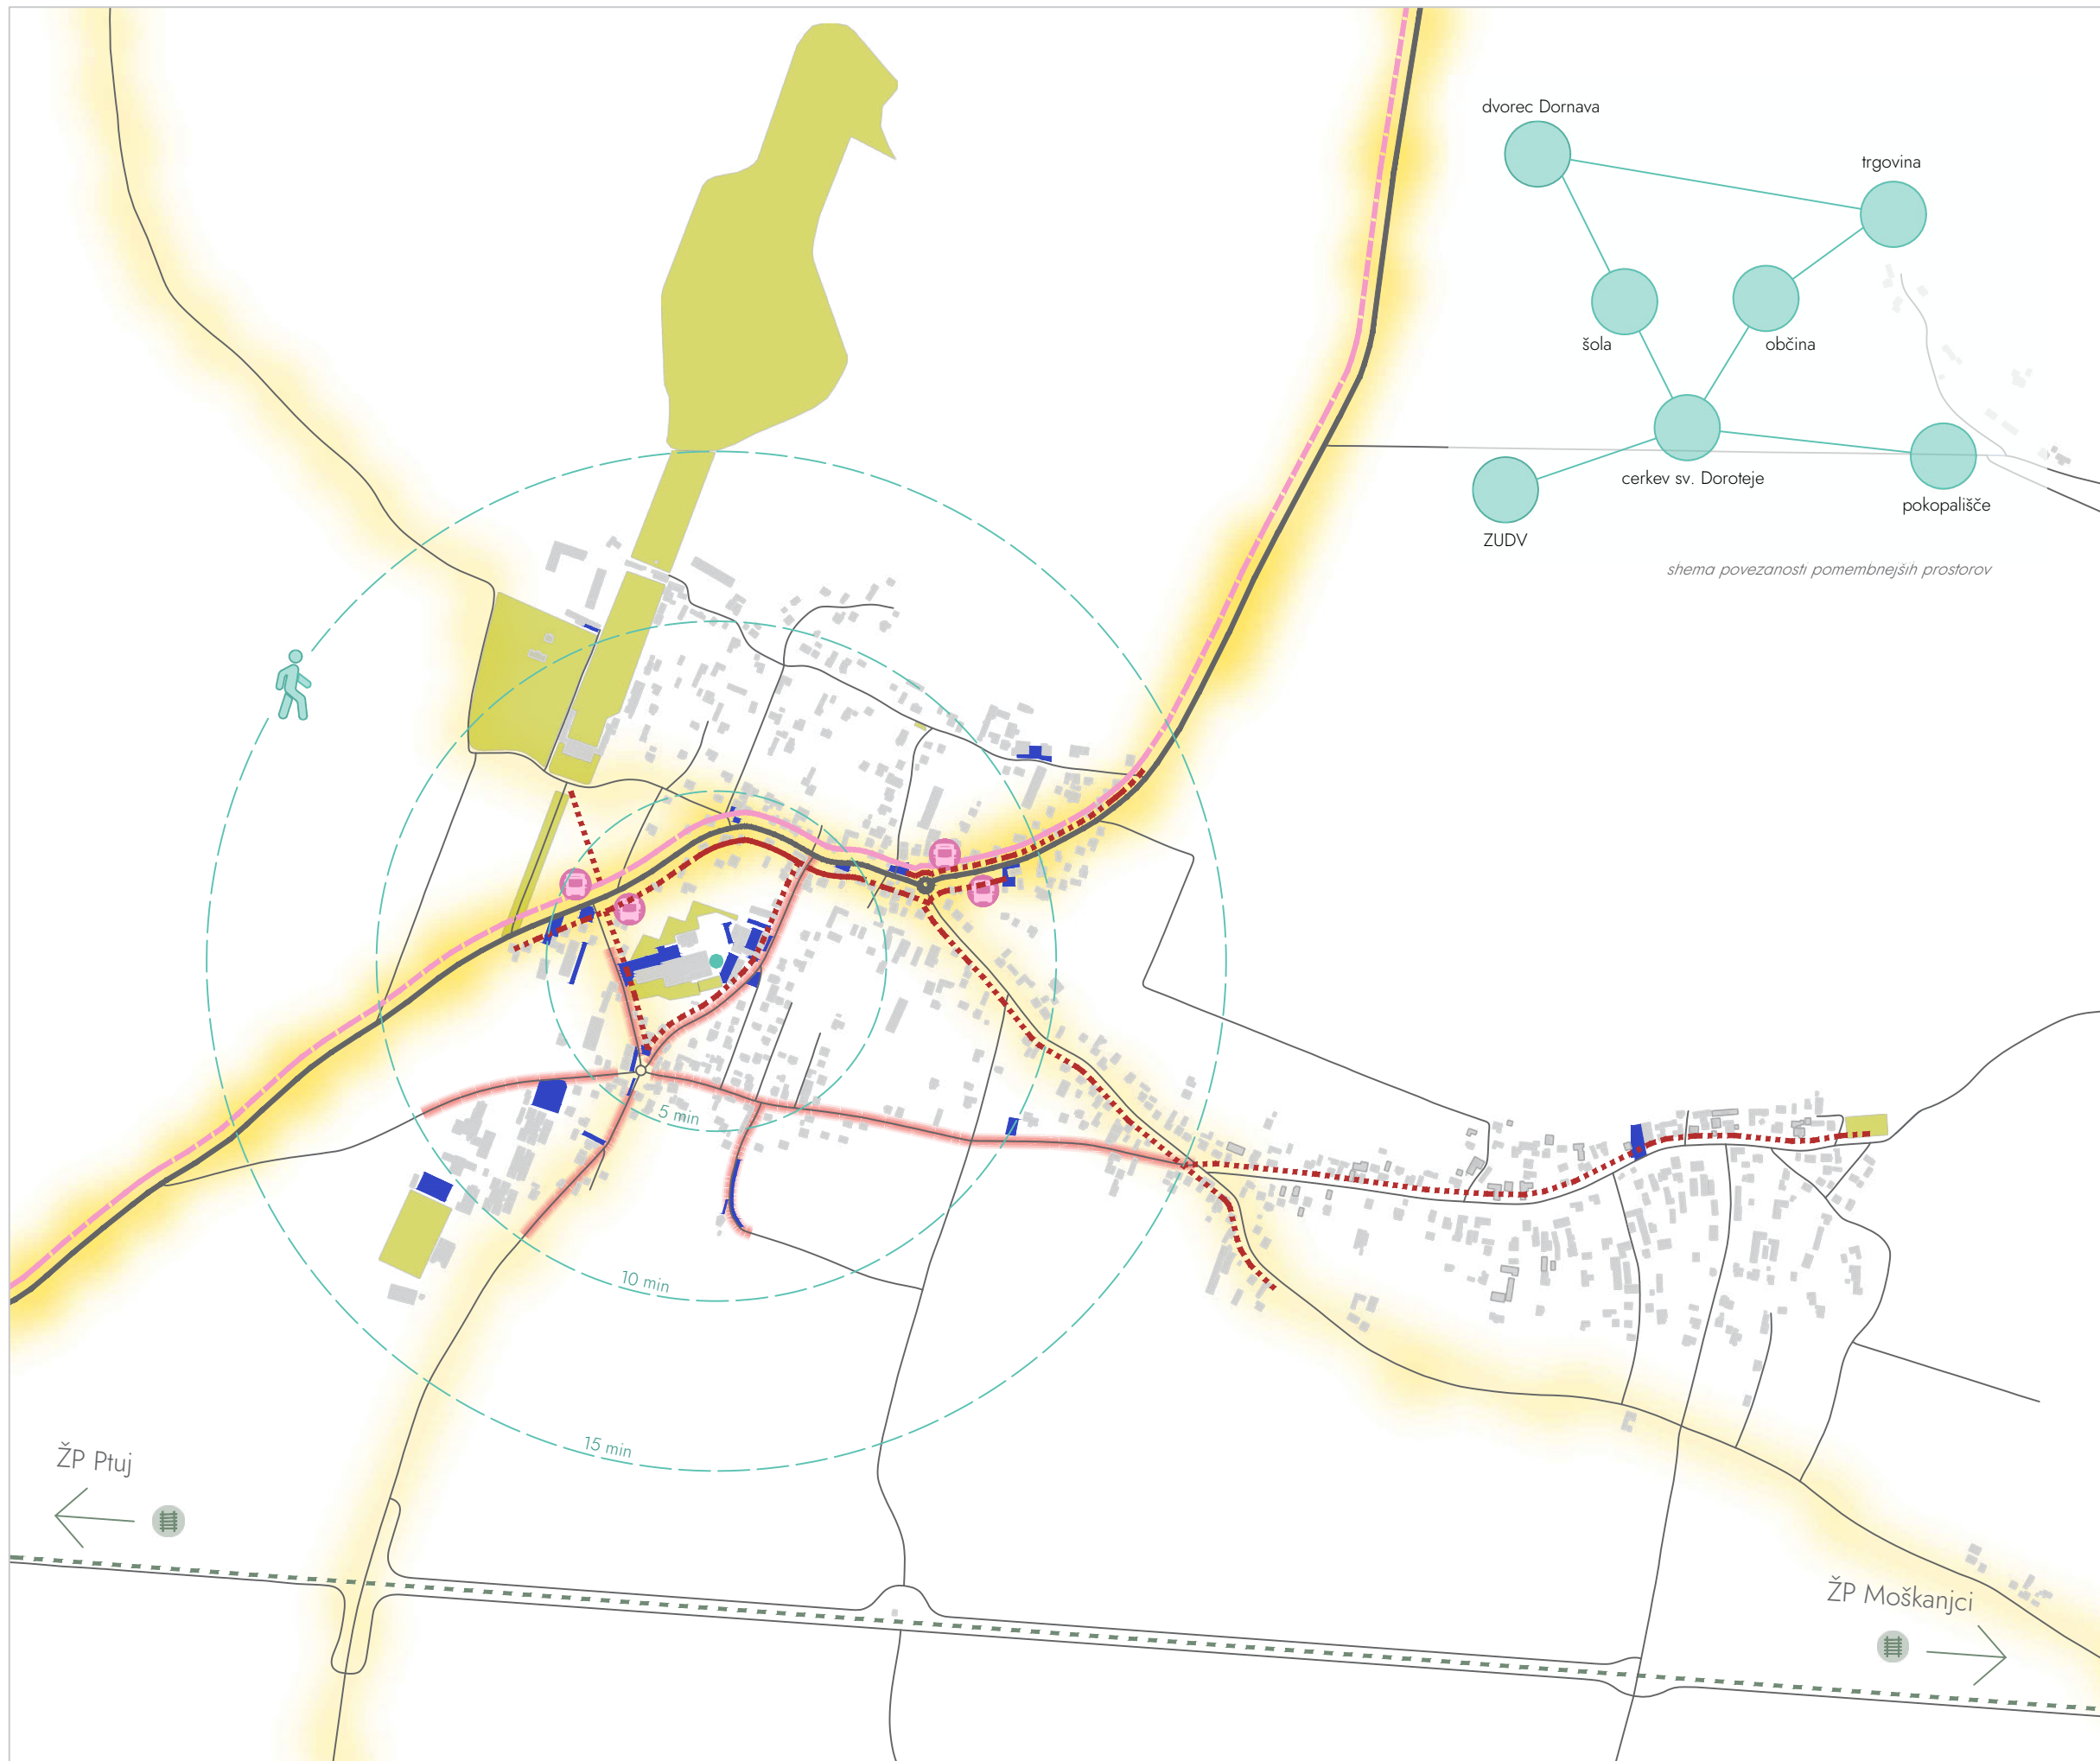 dvorec Dornava
trgovina
šola
občina
cerkev sv. Doroteje
pokopališče
ZUDV
shema povezanosti pomembnejših prostorov
5 min
10 min
15 min
ŽP Ptuj
ŽP Moškanjci